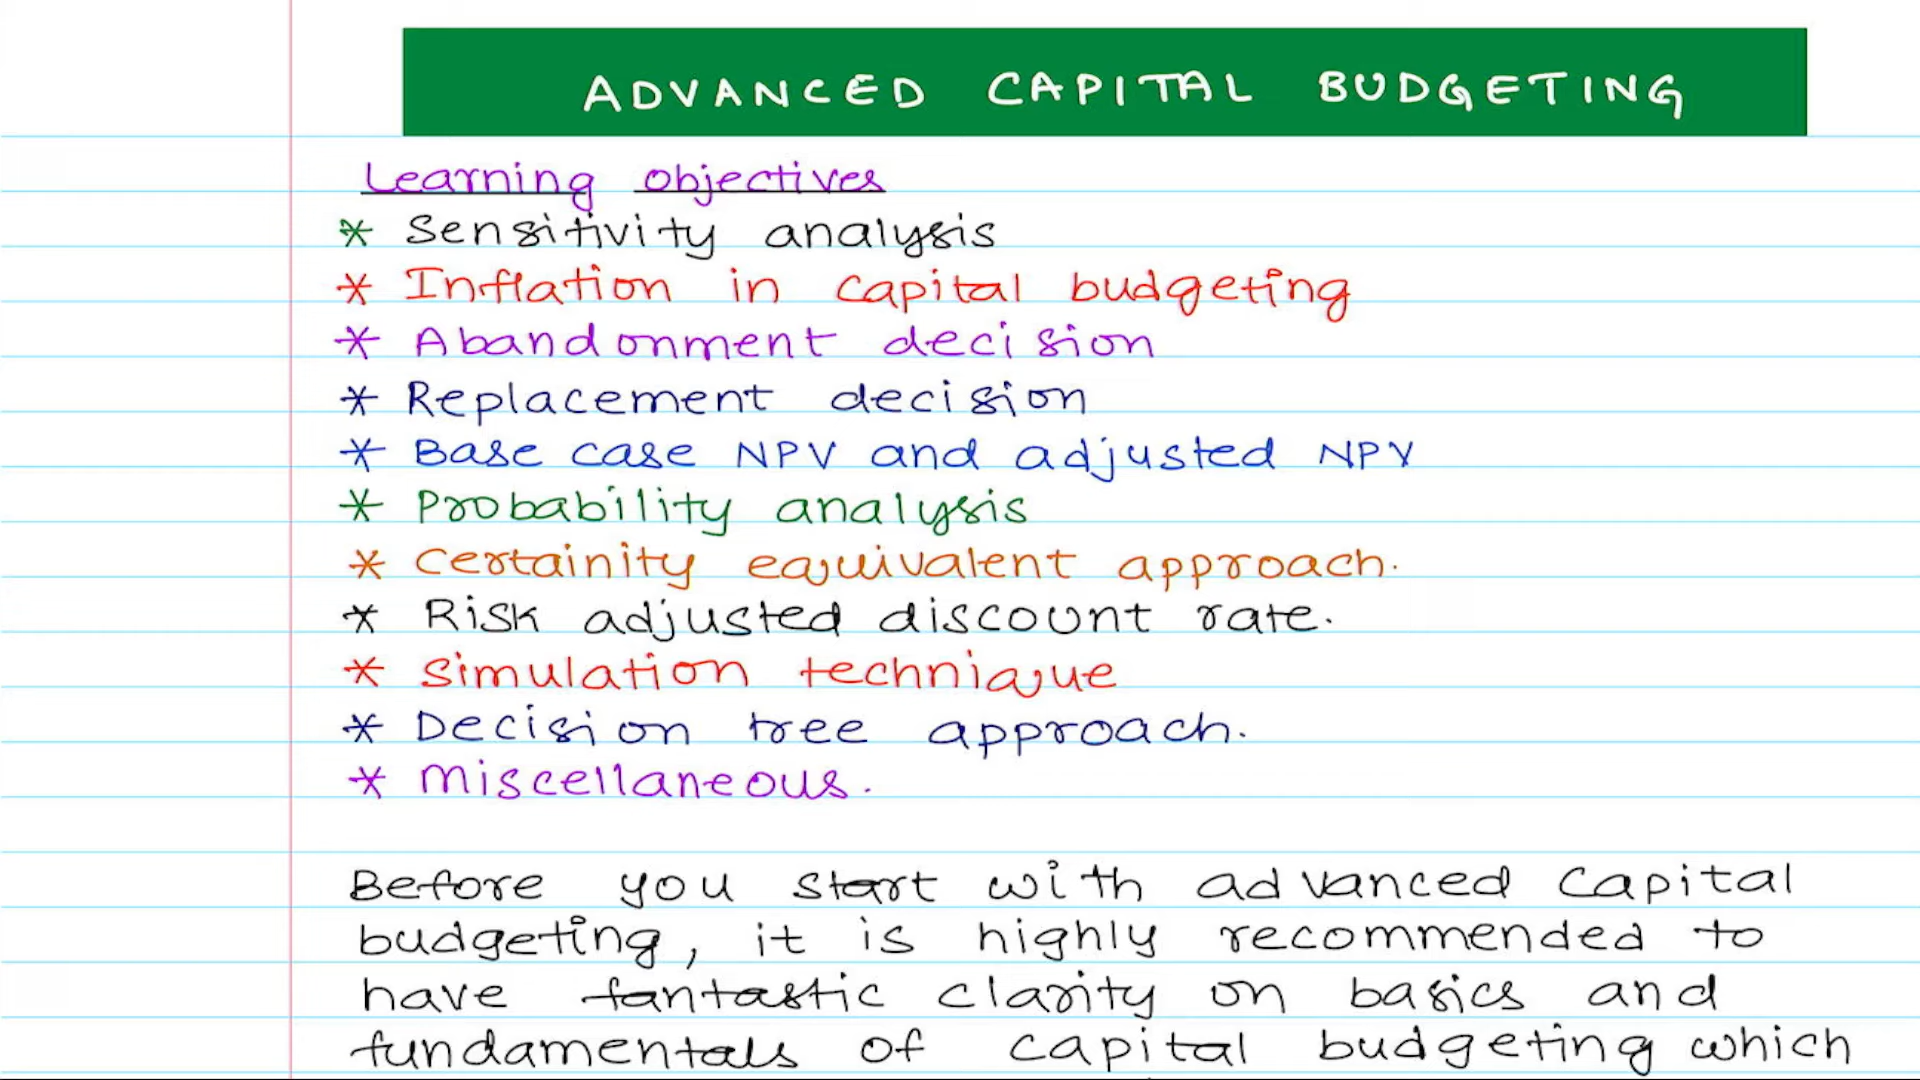 ADVANCED CAPITAL BUDGETING
Learning objectives
* Sensitivity analysis
* Inflation in capital budgeting
* Abandonment decision
* Replacement decision
* Base case NPV and adjusted NPV
* Probability analysis
* Certainity equivalent approach.
* Risk adjusted discount rate.
* Simulation technique
* Decision tree approach.
* Miscellaneous.
Before you start with advanced capital
budgeting, it is highly recommended to
have fantastic clarity on basics and
fundamentals of capital budgeting which